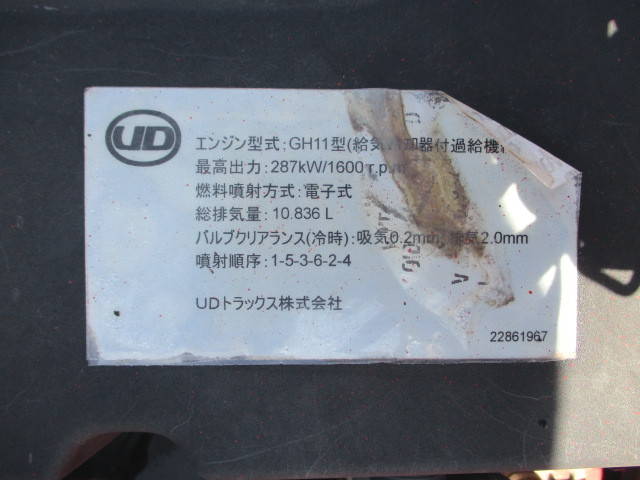 UD
エンジン型式:GH11型(給気 却器付過給機
最高出力:287kW/1600r.p.m
燃料噴射方式:電子式
総排気量:10.836 L
バルブクリアランス(冷時):吸気0.2mm, 排気2.0mm
噴射順序:1-5-3-6-2-4
UDトラックス株式会社
22861967